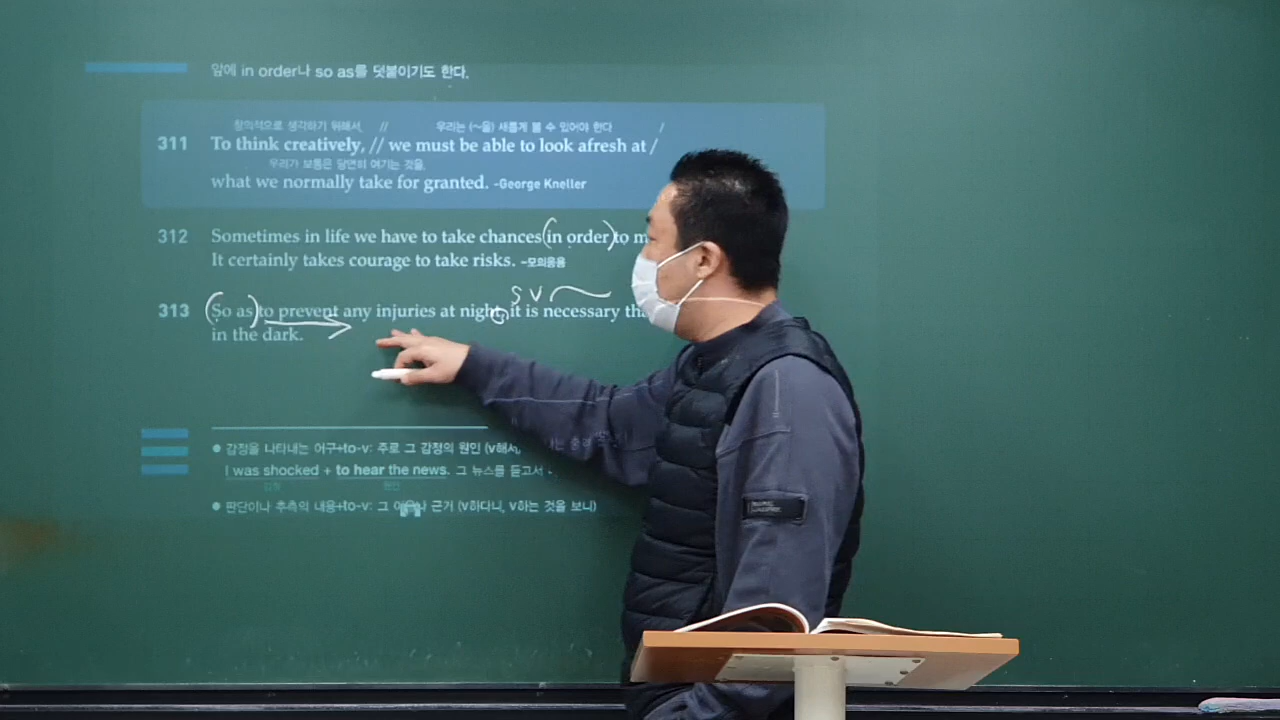 앞에 in order나 so as를 덧붙이기도 한다.
창의적으로 생각하기 위해서, // 우리는 (~을) 새롭게 볼 수 있어야 한다 /
311 To think creatively, // we must be able to look afresh at /
우리가 보통은 당연히 여기는 것을.
what we normally take for granted. -George Kneller
312 Sometimes in life we have to take chances (in order) to
It certainly takes courage to take risks. -모의응용
S V
313 (So as) to prevent any injuries at night, it is necessary
in the dark.
● 감정을 나타내는 어구+to-v: 주로 그 감정의 원인 (v해서,
I was shocked + to hear the news. 그 뉴스를 듣고서
감정 원인
● 판단이나 추측의 내용+to-v: 그 근거 (v하다니, v하는 것을 보니)